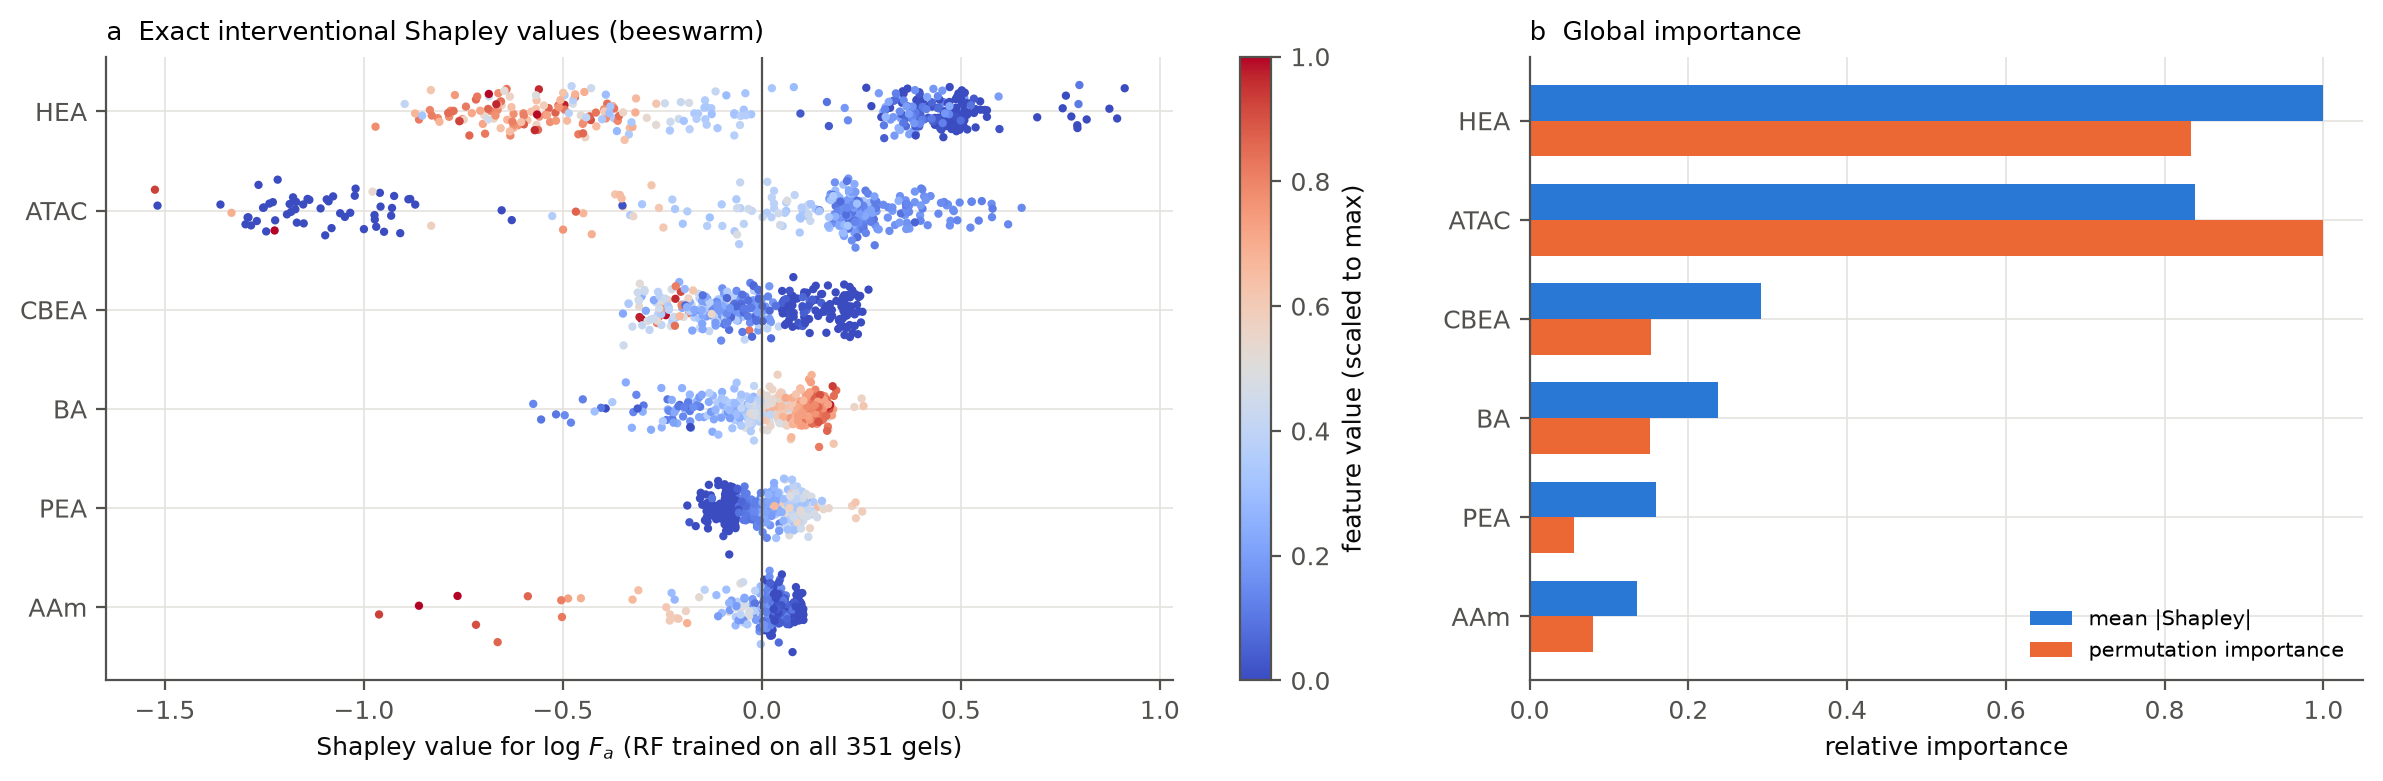 a Exact interventional Shapley values (beeswarm)
HEA
ATAC
CBEA
BA
PEA
AAm
−1.5 −1.0 −0.5 0.0 0.5 1.0
Shapley value for log Fₐ (RF trained on all 351 gels)
1.0
0.8
0.6
0.4
0.2
0.0
feature value (scaled to max)
b Global importance
HEA
ATAC
CBEA
BA
PEA
AAm
mean |Shapley|
permutation importance
0.0 0.2 0.4 0.6 0.8 1.0
relative importance